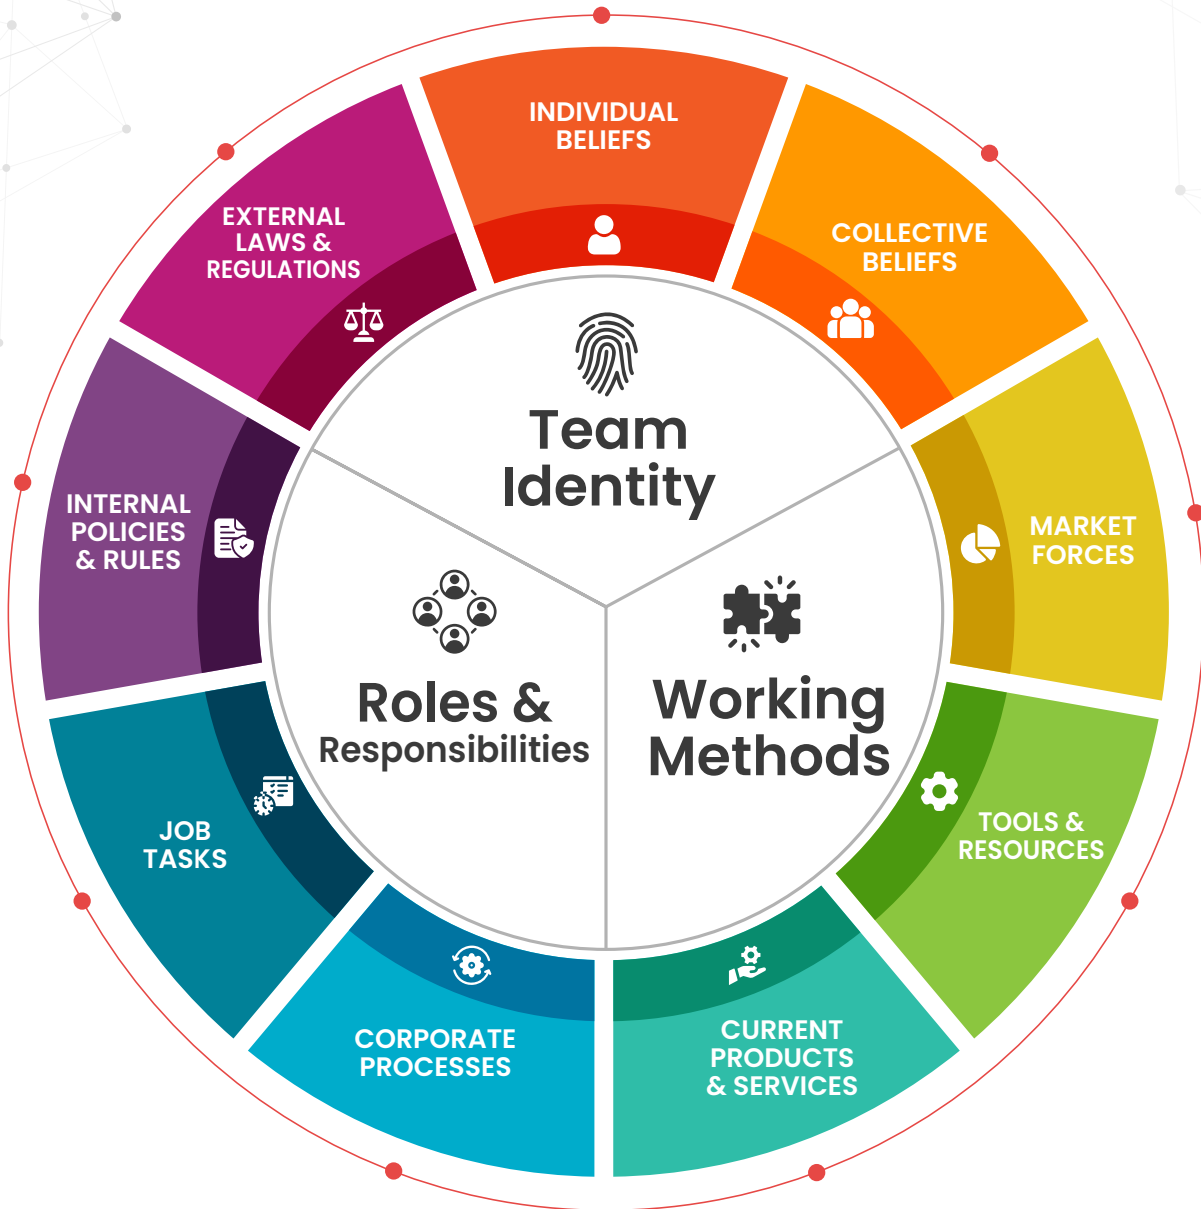 INDIVIDUAL
BELIEFS
COLLECTIVE
BELIEFS
MARKET
FORCES
TOOLS &
RESOURCES
CURRENT
PRODUCTS
& SERVICES
CORPORATE
PROCESSES
JOB
TASKS
INTERNAL
POLICIES
& RULES
EXTERNAL
LAWS &
REGULATIONS
Team
Identity
Working
Methods
Roles &
Responsibilities